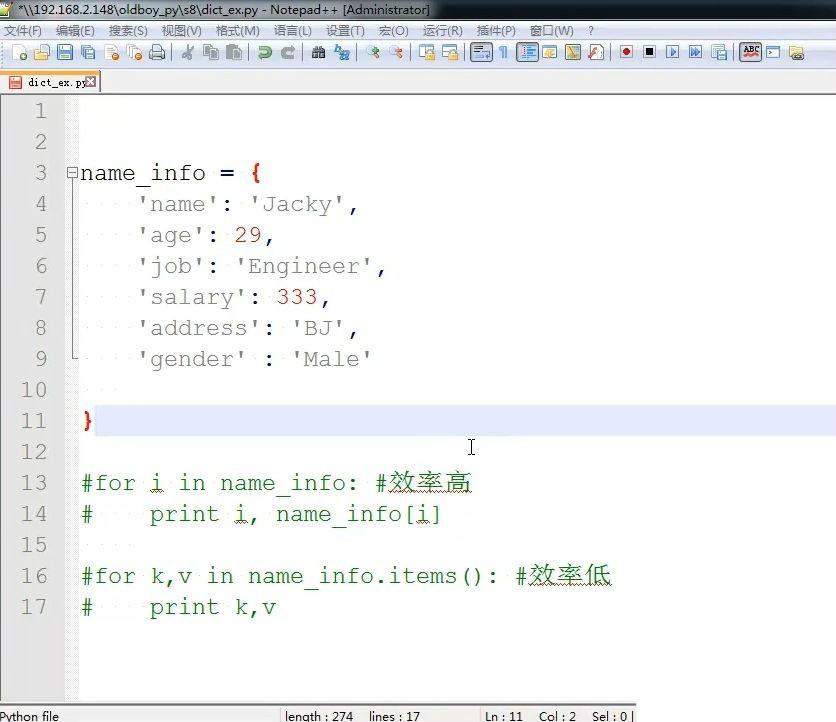 *\\192.168.2.148\oldboy_py\s8\dict_ex.py - Notepad++ [Administrator]
文件(F) 编辑(E) 搜索(S) 视图(V) 格式(M) 语言(L) 设置(T) 宏(O) 运行(R) 插件(P) 窗口(W) ?
dict_ex.py
1
2
3 name_info = {
4 'name': 'Jacky',
5 'age': 29,
6 'job': 'Engineer',
7 'salary': 333,
8 'address': 'BJ',
9 'gender' : 'Male'
10
11 }
12
13 #for i in name_info: #效率高
14 # print i, name_info[i]
15
16 #for k,v in name_info.items(): #效率低
17 # print k,v
Python file length : 274 lines : 17 Ln : 11 Col : 2 Sel : 0 |